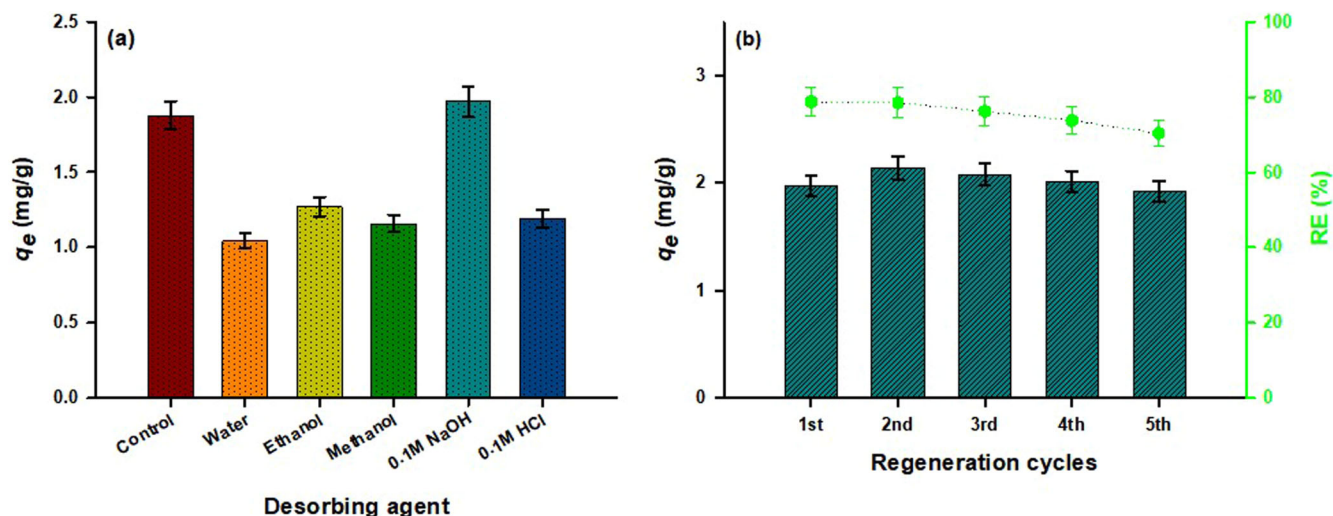 (a)
2.5
2.0
1.5
1.0
0.5
0.0
qe (mg/g)
Control
Water
Ethanol
Methanol
0.1M NaOH
0.1M HCl
Desorbing agent
(b)
3
2
1
0
qe (mg/g)
100
80
60
40
20
0
RE (%)
1st 2nd 3rd 4th 5th
Regeneration cycles